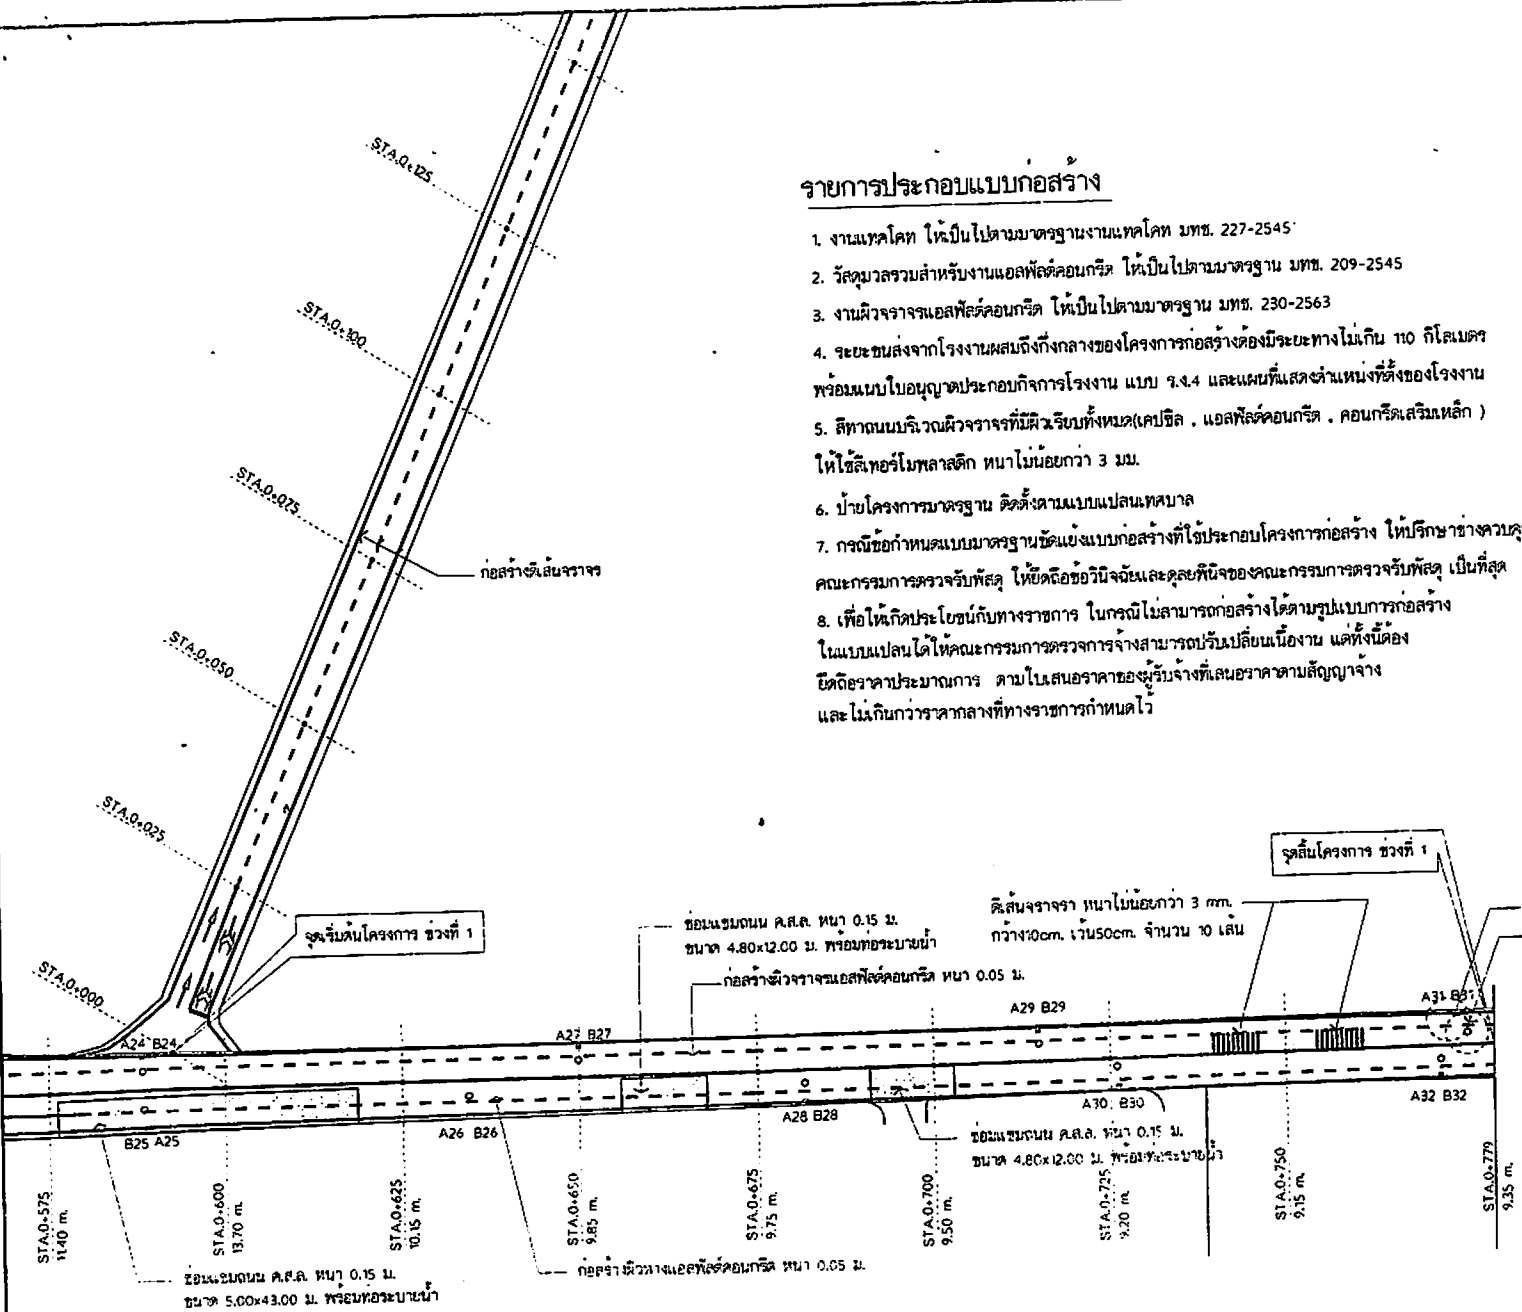 รายการประกอบแบบก่อสร้าง
1. งานแทคโคท ให้เป็นไปตามมาตรฐานงานแทคโคท มทช. 227-2545
2. วัสดุมวลรวมสำหรับงานแอสฟัลต์คอนกรีต ให้เป็นไปตามมาตรฐาน มทช. 209-2545
3. งานผิวจราจรแอสฟัลต์คอนกรีต ให้เป็นไปตามมาตรฐาน มทช. 230-2563
4. ระยะขนส่งจากโรงงานผสมถึงกึ่งกลางของโครงการก่อสร้างต้องมีระยะทางไม่เกิน 110 กิโลเมตร
พร้อมแนบใบอนุญาตประกอบกิจการโรงงาน แบบ ร.ง.4 และแผนที่แสดงตำแหน่งที่ตั้งของโรงงาน
5. สีทาถนนบริเวณผิวจราจรที่มีผิวเรียบทั้งหมด(เคปซีล , แอสฟัลต์คอนกรีต , คอนกรีตเสริมเหล็ก )
ให้ใช้สีเทอร์โมพลาสติก หนาไม่น้อยกว่า 3 มม.
6. ป้ายโครงการมาตรฐาน ติดตั้งตามแบบแปลนเทศบาล
7. กรณีข้อกำหนดแบบมาตรฐานขัดแย้งแบบก่อสร้างที่ใช้ประกอบโครงการก่อสร้าง ให้ปรึกษาช่างควบคุ
คณะกรรมการตรวจรับพัสดุ ให้ยึดถือข้อวินิจฉัยและดุลยพินิจของคณะกรรมการตรวจรับพัสดุ เป็นที่สุด
8. เพื่อให้เกิดประโยชน์กับทางราชการ ในกรณีไม่สามารถก่อสร้างได้ตามรูปแบบการก่อสร้าง
ในแบบแปลนได้ให้คณะกรรมการตรวจการจ้างสามารถปรับเปลี่ยนเนื้องาน แต่ทั้งนี้ต้อง
ยึดถือราคาประมาณการ ตามใบเสนอราคาของผู้รับจ้างที่เสนอราคาตามสัญญาจ้าง
และไม่เกินกว่าราคากลางที่ทางราชการกำหนดไว้
STA.0+125
STA.0+100
STA.0+075
ก่อสร้างตีเส้นจราจร
STA.0+050
STA.0+025
STA.0+000
จุดเริ่มต้นโครงการ ช่วงที่ 1
จุดสิ้นโครงการ ช่วงที่ 1
ซ่อมแซมถนน ค.ส.ล. หนา 0.15 ม.
ขนาด 4.80x12.00 ม. พร้อมท่อระบายน้ำ
ก่อสร้างผิวจราจรแอสฟัลต์คอนกรีต หนา 0.05 ม.
ตีเส้นจราจรา หนาไม่น้อยกว่า 3 mm.
กว้าง10cm. เว้น50cm. จำนวน 10 เส้น
A24 B24
A27 B27
A29 B29
A31 B31
B25 A25
A26 B26
A28 B28
A30 B30
A32 B32
ซ่อมแซมถนน ค.ส.ล. หนา 0.15 ม.
ขนาด 4.80x12.00 ม. พร้อมท่อระบายน้ำ
STA.0+575
11.40 m.
STA.0+600
13.70 m.
STA.0+625
10.15 m.
STA.0+650
9.85 m.
STA.0+675
9.75 m.
STA.0+700
9.50 m.
STA.0+725
9.20 m.
STA.0+750
9.15 m.
STA.0+779
9.35 m.
ซ่อมแซมถนน ค.ส.ล. หนา 0.15 ม.
ขนาด 5.00x43.00 ม. พร้อมท่อระบายน้ำ
ก่อสร้างผิวทางแอสฟัลต์คอนกรีต หนา 0.05 ม.